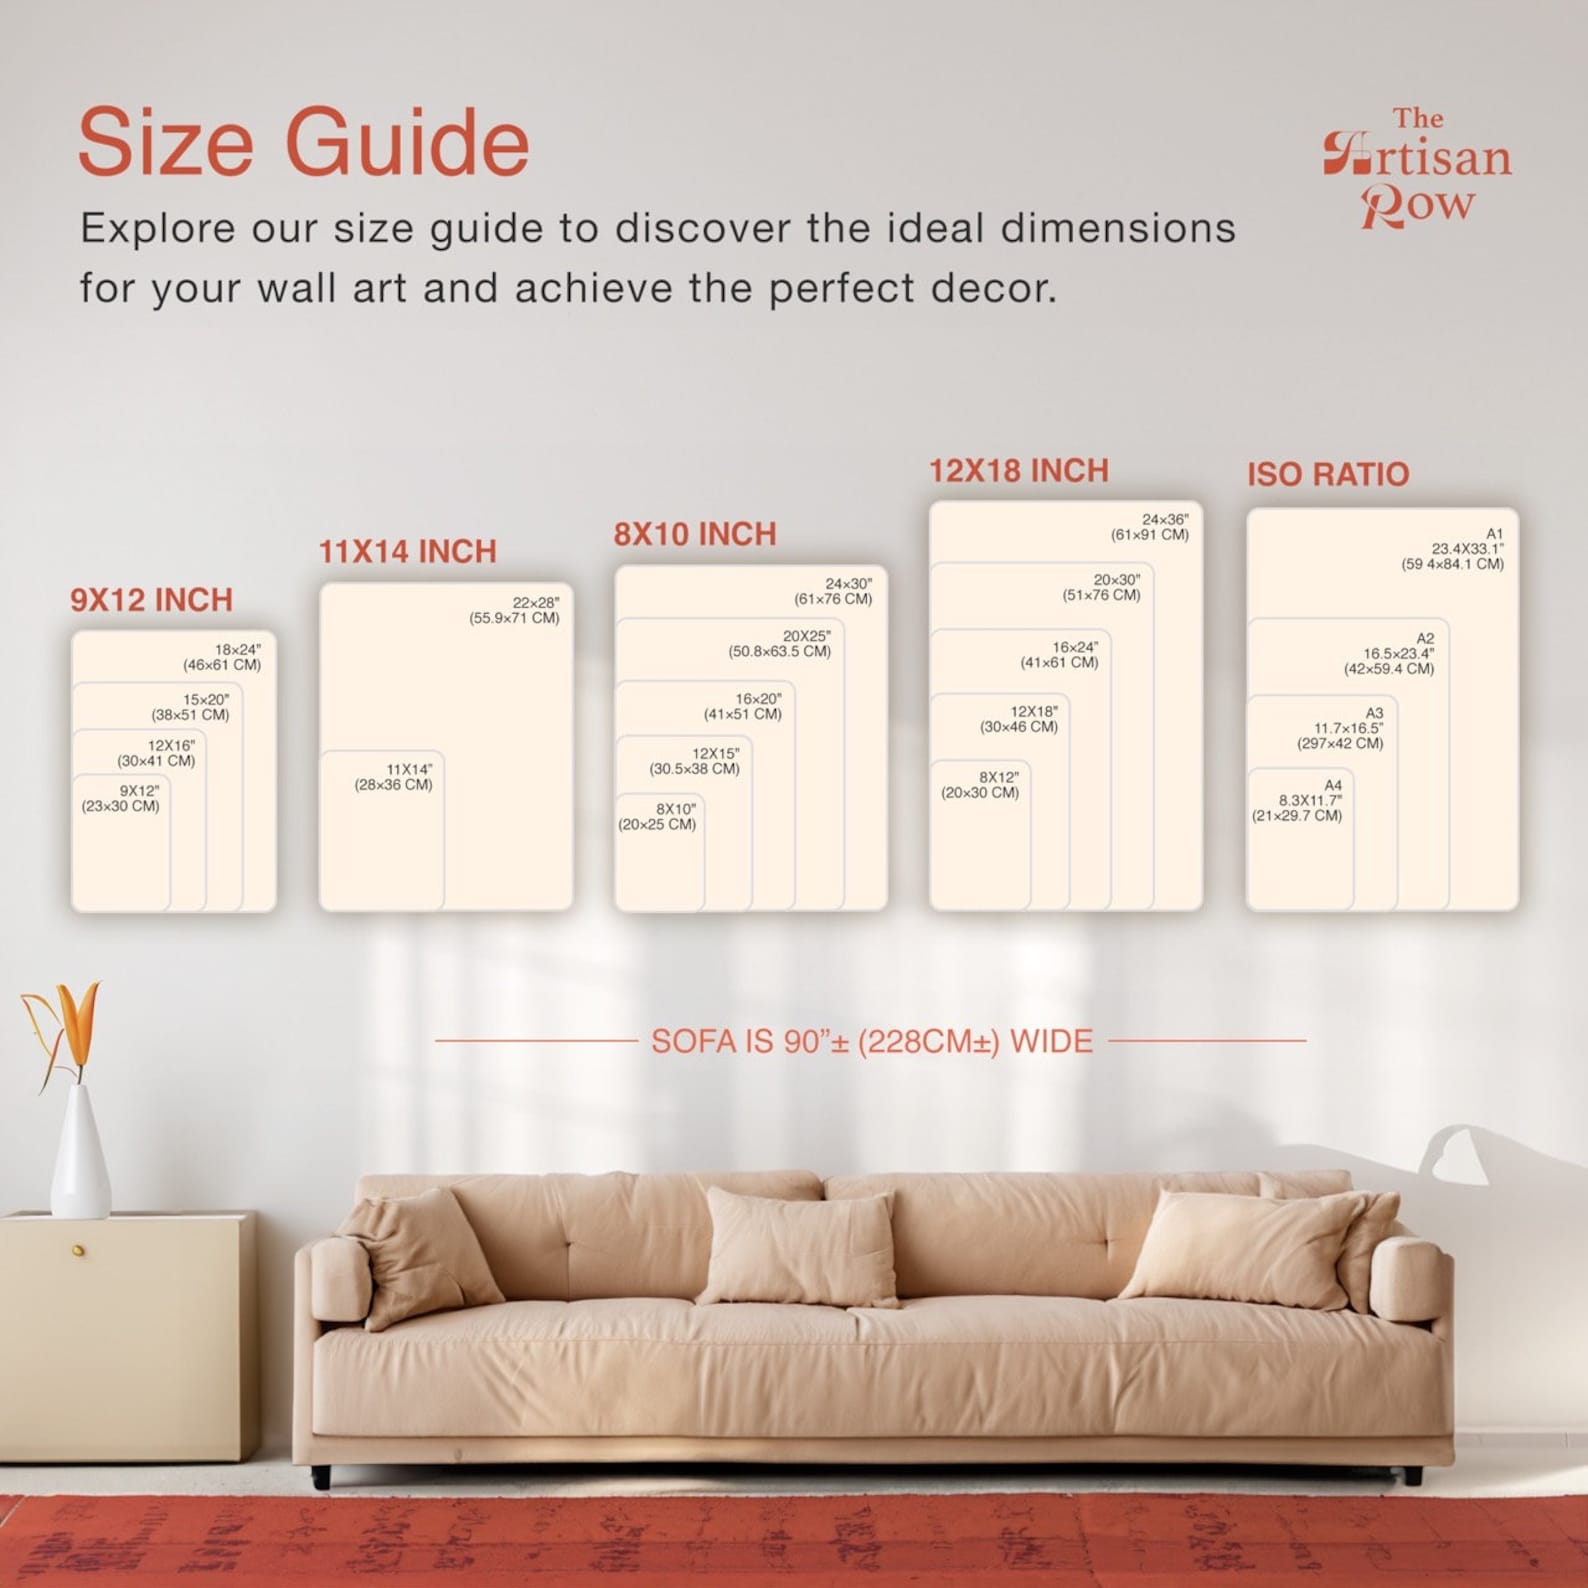 Size Guide
Explore our size guide to discover the ideal dimensions
for your wall art and achieve the perfect decor.
The
Artisan
Row
9X12 INCH
18×24"
(46×61 CM)
15×20"
(38×51 CM)
12X16"
(30×41 CM)
9X12"
(23×30 CM)
11X14 INCH
22×28"
(55.9×71 CM)
11X14"
(28×36 CM)
8X10 INCH
24×30"
(61×76 CM)
20X25"
(50.8×63.5 CM)
16×20"
(41×51 CM)
12X15"
(30.5×38 CM)
8X10"
(20×25 CM)
12X18 INCH
24×36"
(61×91 CM)
20×30"
(51×76 CM)
16×24"
(41×61 CM)
12X18"
(30×46 CM)
8X12"
(20×30 CM)
ISO RATIO
A1
23.4X33.1"
(59 4×84.1 CM)
A2
16.5×23.4"
(42×59.4 CM)
A3
11.7×16.5"
(297×42 CM)
A4
8.3X11.7"
(21×29.7 CM)
SOFA IS 90”± (228CM±) WIDE